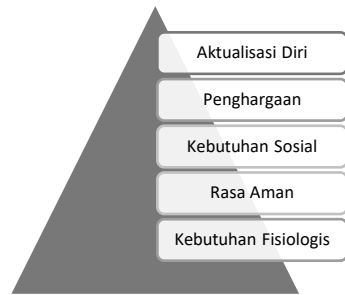 Aktualisasi Diri
Penghargaan
Kebutuhan Sosial
Rasa Aman
Kebutuhan Fisiologis